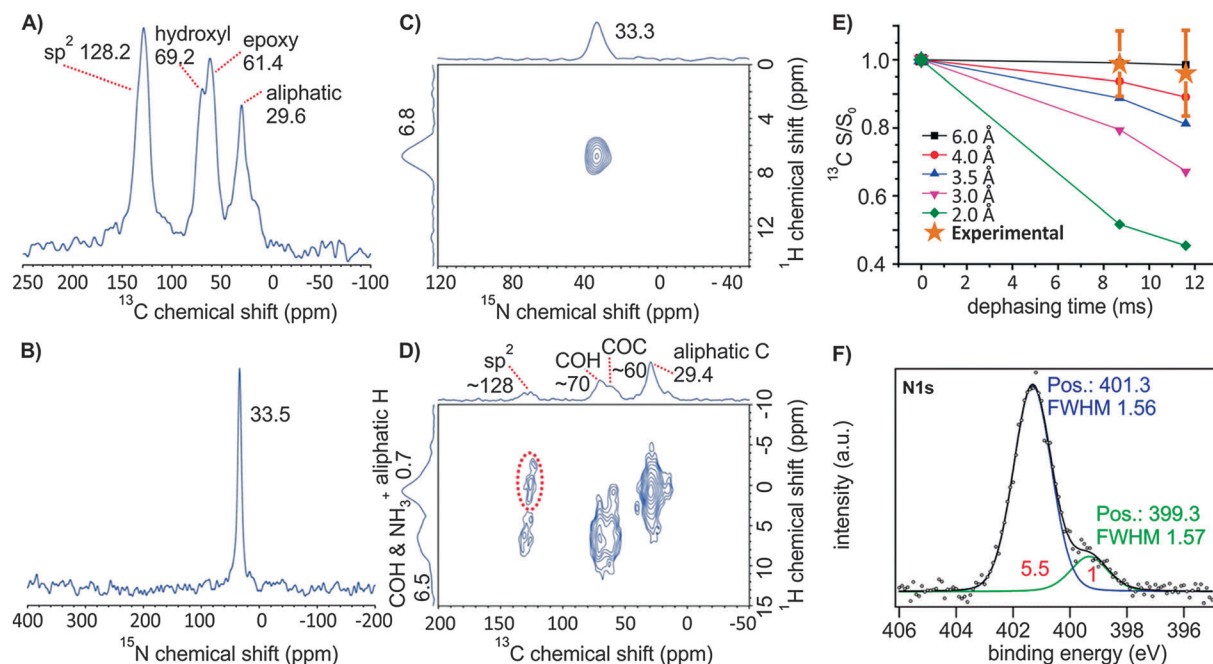 A)
sp² 128.2
hydroxyl
69.2
epoxy
61.4
aliphatic
29.6
250 200 150 100 50 0 -50 -100
¹³C chemical shift (ppm)
B)
33.5
400 300 200 100 0 -100 -200
¹⁵N chemical shift (ppm)
C)
33.3
6.8
0
4
8
12
¹H chemical shift (ppm)
120 80 40 0 -40
¹⁵N chemical shift (ppm)
D)
sp²
~128
COH
~70
COC
~60
aliphatic C
29.4
COH & NH₃⁺ aliphatic H
6.5 0.7
-10
-5
0
5
10
15
¹H chemical shift (ppm)
200 150 100 50 0 -50
¹³C chemical shift (ppm)
E)
1.0
0.8
0.6
0.4
¹³C S/S₀
6.0 Å
4.0 Å
3.5 Å
3.0 Å
2.0 Å
Experimental
0 2 4 6 8 10 12
dephasing time (ms)
F)
N1s
Pos.: 401.3
FWHM 1.56
Pos.: 399.3
FWHM 1.57
5.5
1
intensity (a.u.)
406 404 402 400 398 396
binding energy (eV)